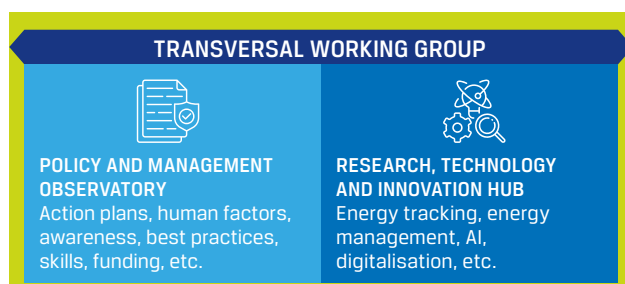 TRANSVERSAL WORKING GROUP
POLICY AND MANAGEMENT
OBSERVATORY
Action plans, human factors,
awareness, best practices,
skills, funding, etc.
RESEARCH, TECHNOLOGY
AND INNOVATION HUB
Energy tracking, energy
management, AI,
digitalisation, etc.